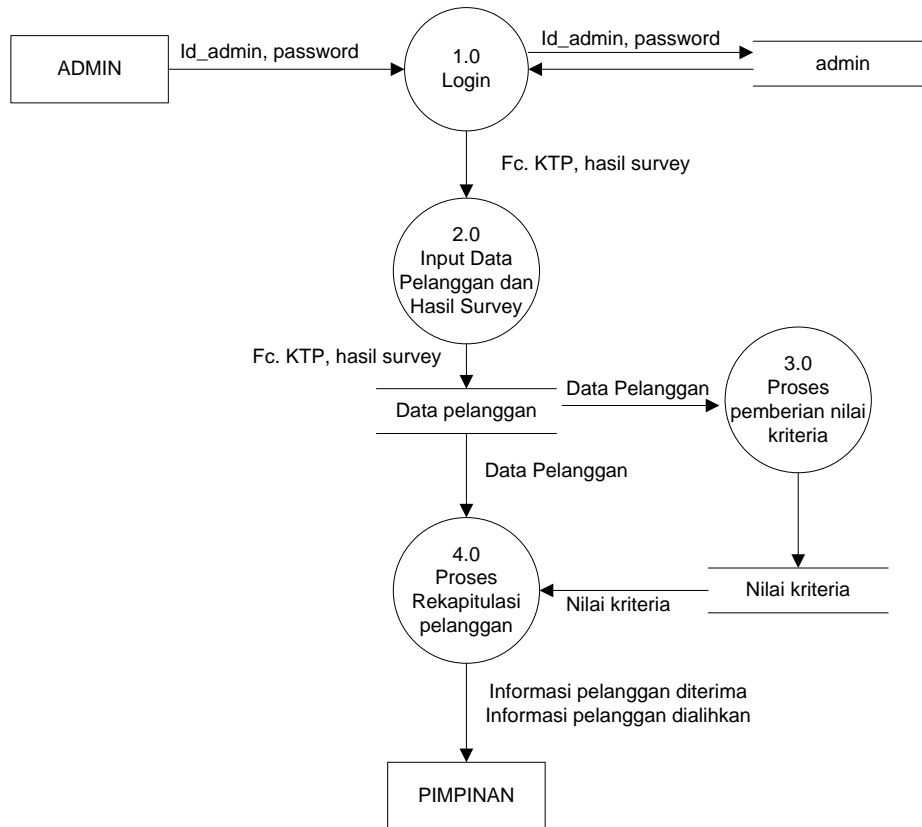 ADMIN
Id_admin, password
1.0
Login
Id_admin, password
admin
Fc. KTP, hasil survey
2.0
Input Data
Pelanggan dan
Hasil Survey
Fc. KTP, hasil survey
Data pelanggan
Data Pelanggan
3.0
Proses
pemberian nilai
kriteria
Data Pelanggan
4.0
Proses
Rekapitulasi
pelanggan
Nilai kriteria
Nilai kriteria
Informasi pelanggan diterima
Informasi pelanggan dialihkan
PIMPINAN